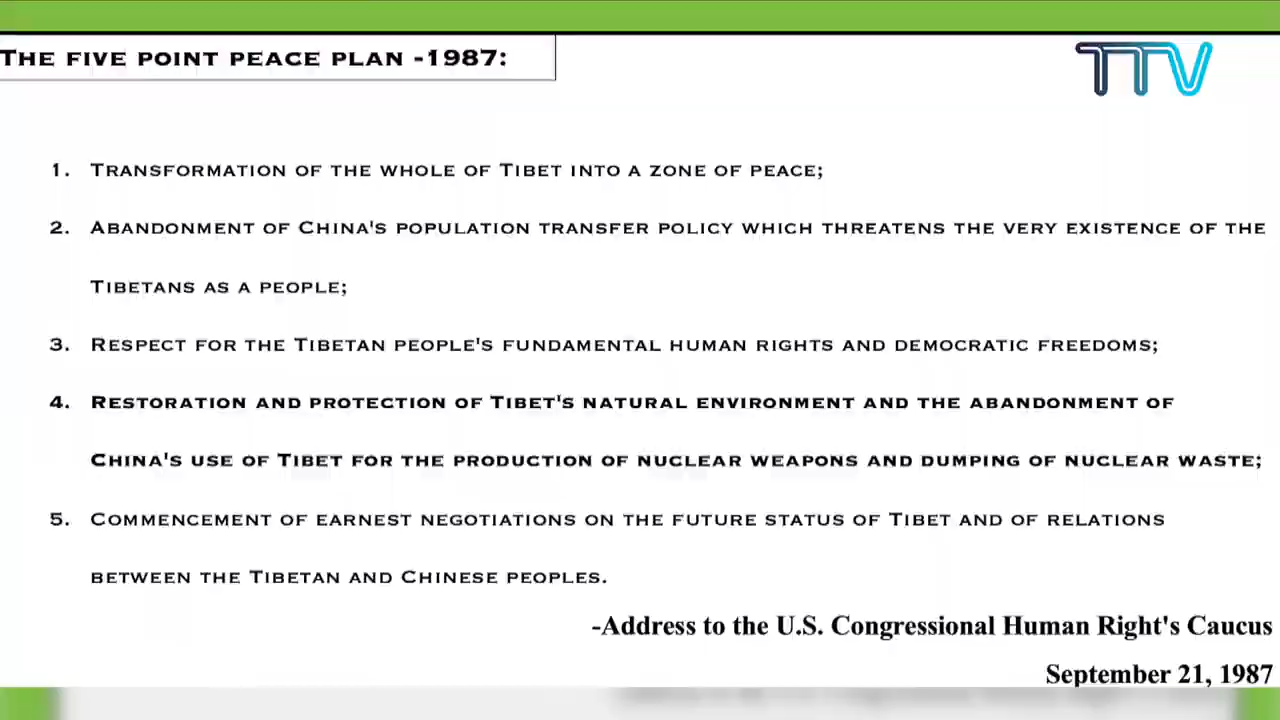 THE FIVE POINT PEACE PLAN -1987:
TTV
1. TRANSFORMATION OF THE WHOLE OF TIBET INTO A ZONE OF PEACE;
2. ABANDONMENT OF CHINA'S POPULATION TRANSFER POLICY WHICH THREATENS THE VERY EXISTENCE OF THE
TIBETANS AS A PEOPLE;
3. RESPECT FOR THE TIBETAN PEOPLE'S FUNDAMENTAL HUMAN RIGHTS AND DEMOCRATIC FREEDOMS;
4. RESTORATION AND PROTECTION OF TIBET'S NATURAL ENVIRONMENT AND THE ABANDONMENT OF
CHINA'S USE OF TIBET FOR THE PRODUCTION OF NUCLEAR WEAPONS AND DUMPING OF NUCLEAR WASTE;
5. COMMENCEMENT OF EARNEST NEGOTIATIONS ON THE FUTURE STATUS OF TIBET AND OF RELATIONS
BETWEEN THE TIBETAN AND CHINESE PEOPLES.
-Address to the U.S. Congressional Human Right's Caucus
September 21, 1987